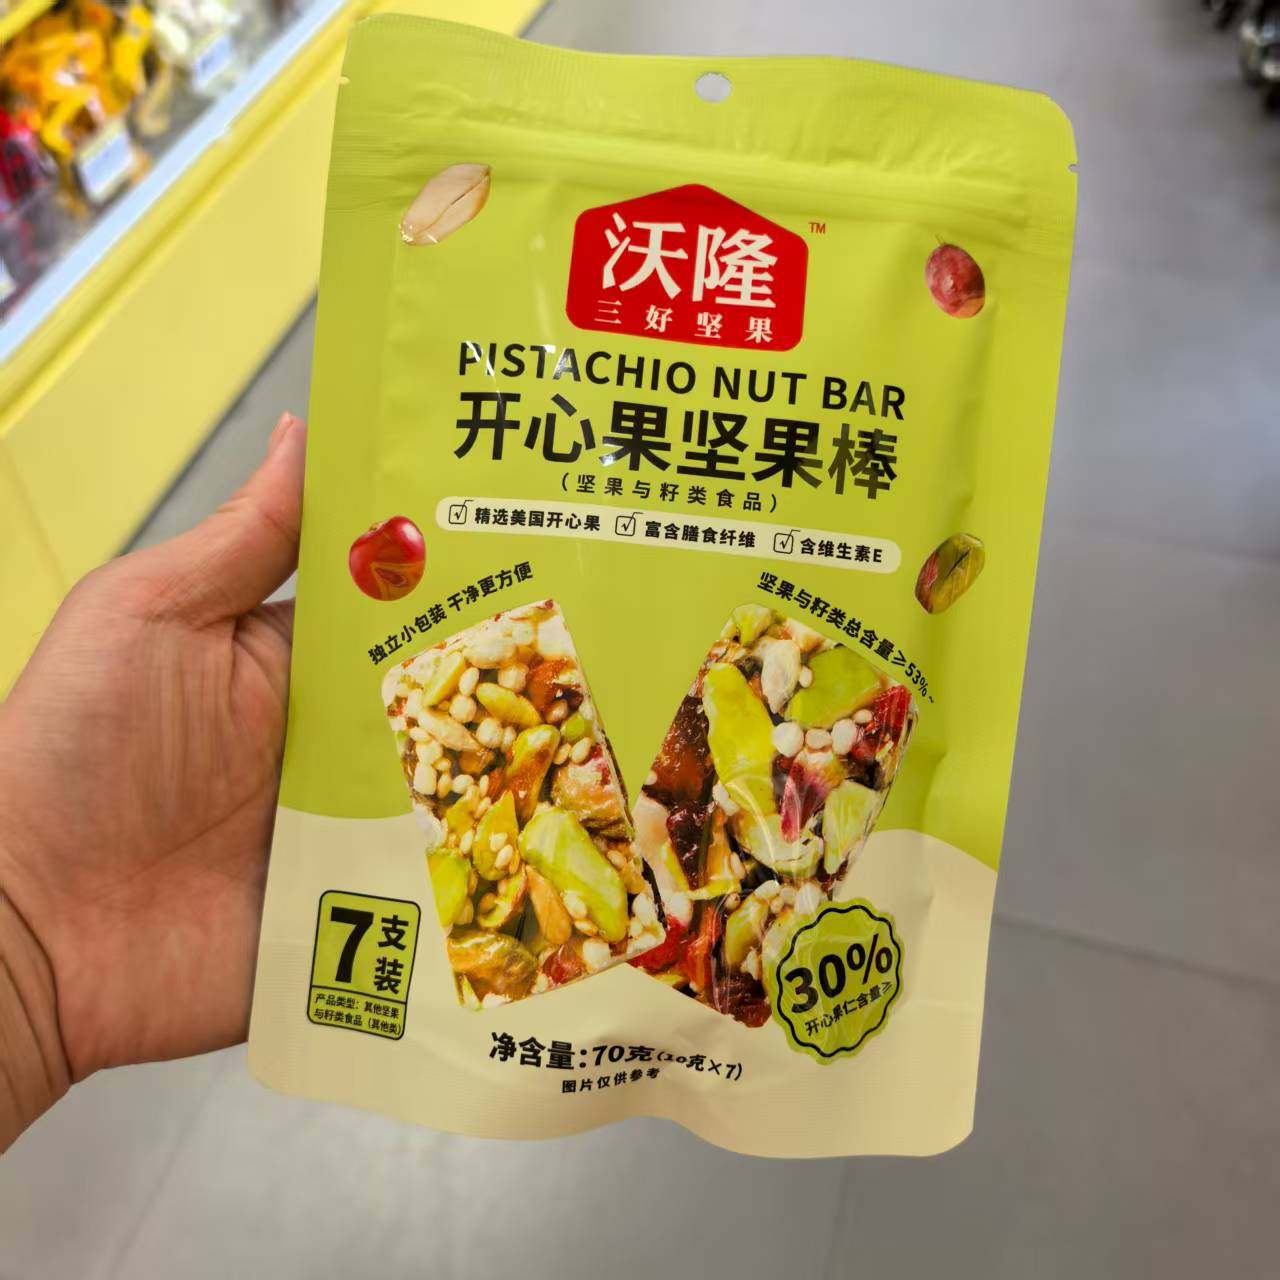 沃隆 TM
三好坚果
PISTACHIO NUT BAR
开心果坚果棒
(坚果与籽类食品)
精选美国开心果 富含膳食纤维 含维生素E
独立小包装 干净更方便
坚果与籽类总含量≥53%~
7支装
产品类型：其他坚果
与籽类食品（其他类）
30%
开心果仁含量≥
净含量:70克(10克×7)
图片仅供参考